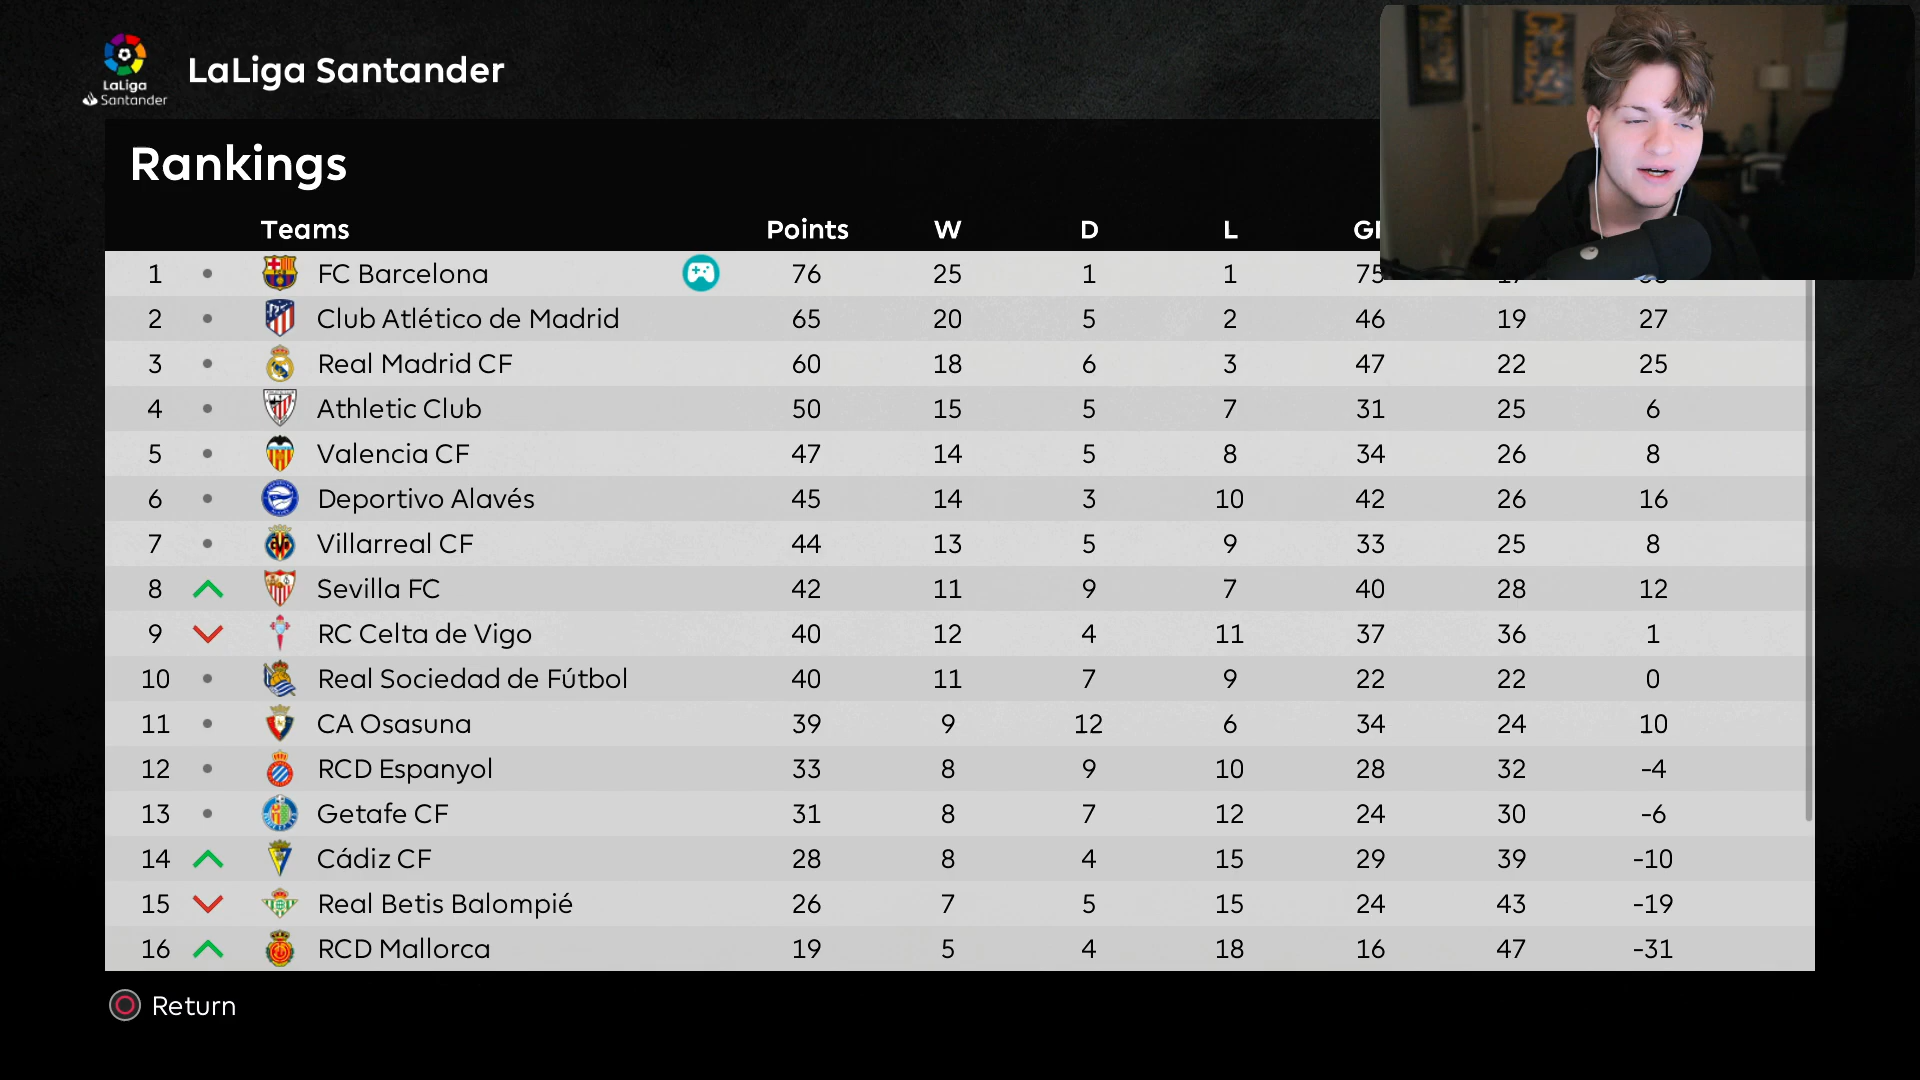 LaLiga
Santander
LaLiga Santander
Rankings
Teams Points W D L
1 FC Barcelona 76 25 1 1 75
2 Club Atlético de Madrid 65 20 5 2 46 19 27
3 Real Madrid CF 60 18 6 3 47 22 25
4 Athletic Club 50 15 5 7 31 25 6
5 Valencia CF 47 14 5 8 34 26 8
6 Deportivo Alavés 45 14 3 10 42 26 16
7 Villarreal CF 44 13 5 9 33 25 8
8 Sevilla FC 42 11 9 7 40 28 12
9 RC Celta de Vigo 40 12 4 11 37 36 1
10 Real Sociedad de Fútbol 40 11 7 9 22 22 0
11 CA Osasuna 39 9 12 6 34 24 10
12 RCD Espanyol 33 8 9 10 28 32 -4
13 Getafe CF 31 8 7 12 24 30 -6
14 Cádiz CF 28 8 4 15 29 39 -10
15 Real Betis Balompié 26 7 5 15 24 43 -19
16 RCD Mallorca 19 5 4 18 16 47 -31
Return